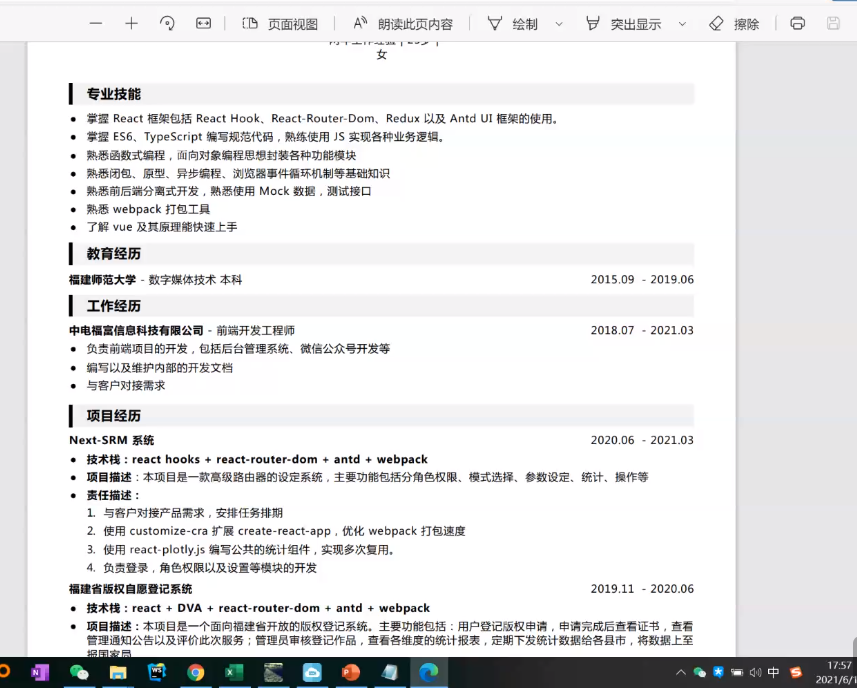 页面视图
朗读此页内容
绘制
突出显示
擦除
女
专业技能
掌握 React 框架包括 React Hook、React-Router-Dom、Redux 以及 Antd UI 框架的使用。
掌握 ES6、TypeScript 编写规范代码，熟练使用 JS 实现各种业务逻辑。
熟悉函数式编程，面向对象编程思想封装各种功能模块
熟悉闭包、原型、异步编程、浏览器事件循环机制等基础知识
熟悉前后端分离式开发，熟悉使用 Mock 数据，测试接口
熟悉 webpack 打包工具
了解 vue 及其原理能快速上手
教育经历
福建师范大学 - 数字媒体技术 本科 2015.09 - 2019.06
工作经历
中电福富信息科技有限公司 - 前端开发工程师 2018.07 - 2021.03
负责前端项目的开发，包括后台管理系统、微信公众号开发等
编写以及维护内部的开发文档
与客户对接需求
项目经历
Next-SRM 系统 2020.06 - 2021.03
技术栈：react hooks + react-router-dom + antd + webpack
项目描述：本项目是一款高级路由器的设定系统，主要功能包括分角色权限、模式选择、参数设定、统计、操作等
责任描述：
1. 与客户对接产品需求，安排任务排期
2. 使用 customize-cra 扩展 create-react-app，优化 webpack 打包速度
3. 使用 react-plotly.js 编写公共的统计组件，实现多次复用。
4. 负责登录，角色权限以及设置等模块的开发
福建省版权自愿登记系统 2019.11 - 2020.06
技术栈：react + DVA + react-router-dom + antd + webpack
项目描述：本项目是一个面向福建省开放的版权登记系统。主要功能包括：用户登记版权申请，申请完成后查看证书，查看
管理通知公告以及评价此次服务；管理员审核登记作品，查看各维度的统计报表，定期下发统计数据给各县市，将数据上至
报国家局
中
17:57
2021/6/1